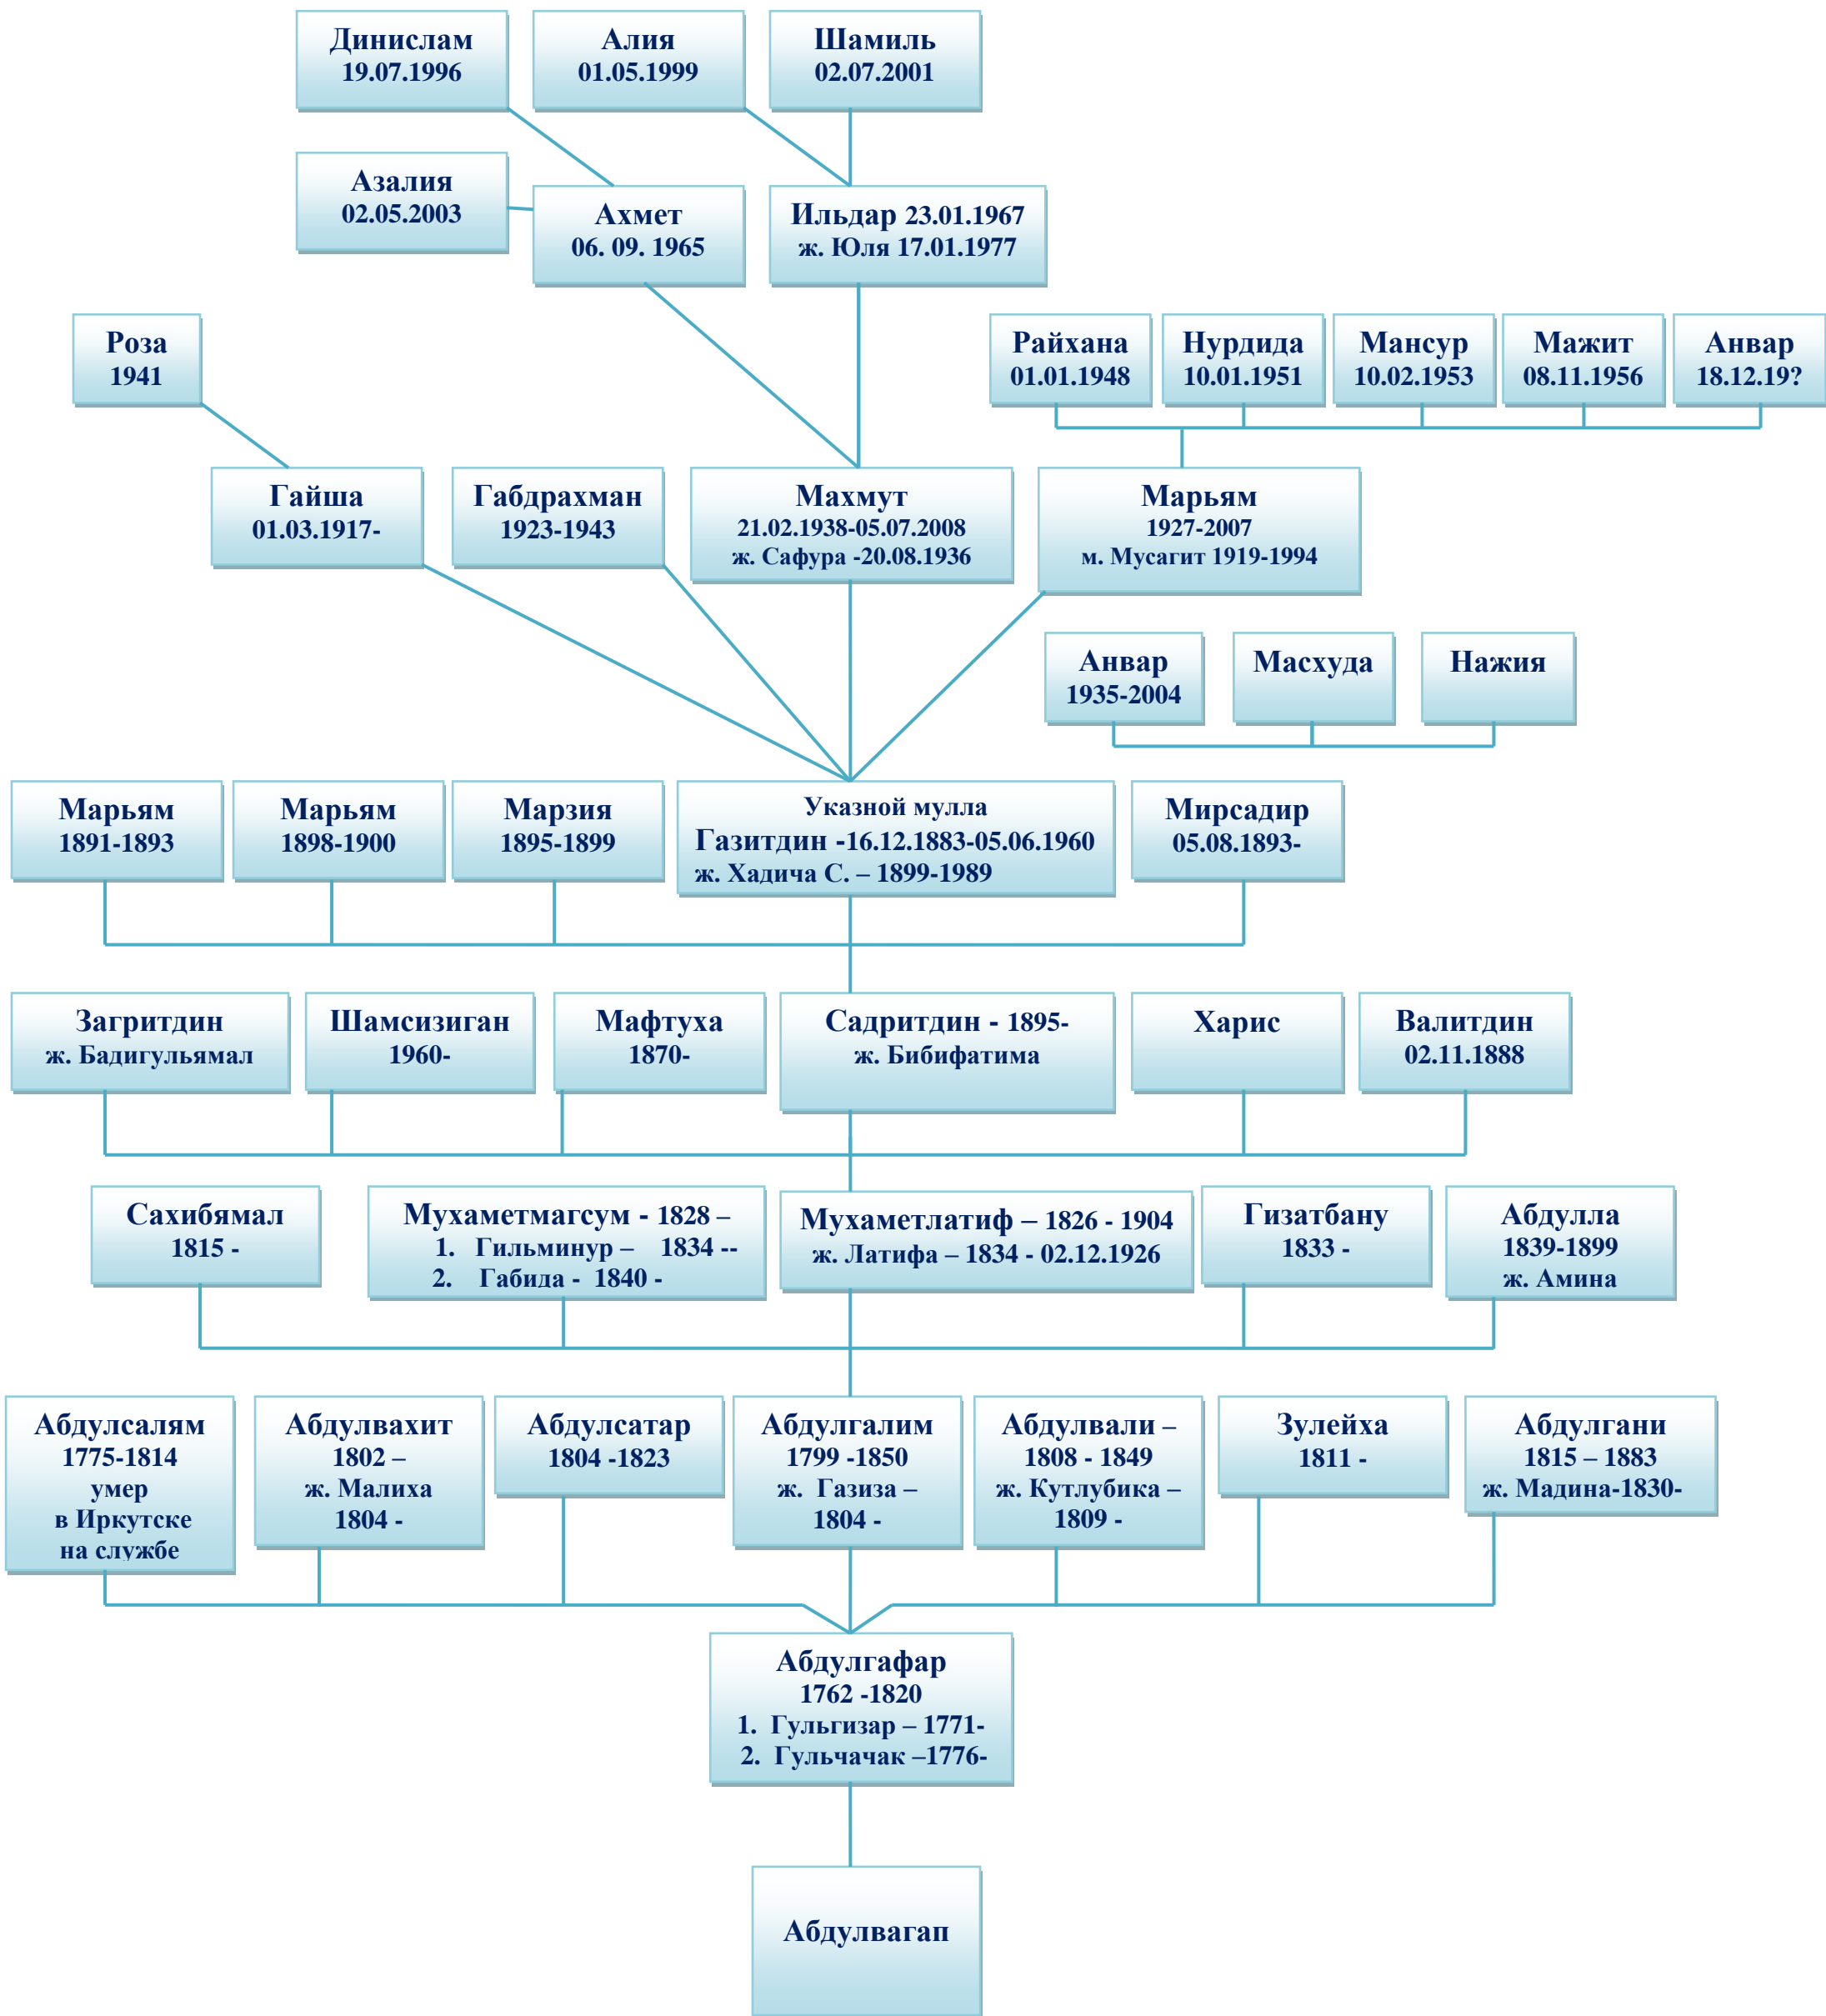 Динислам
19.07.1996
Алия
01.05.1999
Шамиль
02.07.2001
Азалия
02.05.2003
Ахмет
06. 09. 1965
Ильдар 23.01.1967
ж. Юля 17.01.1977
Роза
1941
Райхана
01.01.1948
Нурдида
10.01.1951
Мансур
10.02.1953
Мажит
08.11.1956
Анвар
18.12.19?
Гайша
01.03.1917-
Габдрахман
1923-1943
Махмут
21.02.1938-05.07.2008
ж. Сафура -20.08.1936
Марьям
1927-2007
м. Мусагит 1919-1994
Анвар
1935-2004
Масхуда
Нажия
Марьям
1891-1893
Марьям
1898-1900
Марзия
1895-1899
Указной мулла
Газитдин -16.12.1883-05.06.1960
ж. Хадича С. – 1899-1989
Мирсадир
05.08.1893-
Загритдин
ж. Бадигульямал
Шамсизиган
1960-
Мафтуха
1870-
Садритдин - 1895-
ж. Бибифатима
Харис
Валитдин
02.11.1888
Сахибямал
1815 -
Мухаметмагсум - 1828 –
1. Гильминур – 1834 --
2. Габида - 1840 -
Мухаметлатиф – 1826 - 1904
ж. Латифа – 1834 - 02.12.1926
Гизатбану
1833 -
Абдулла
1839-1899
ж. Амина
Абдулсалям
1775-1814
умер
в Иркутске
на службе
Абдулвахит
1802 –
ж. Малиха
1804 -
Абдулсатар
1804 -1823
Абдулгалим
1799 -1850
ж. Газиза –
1804 -
Абдулвали –
1808 - 1849
ж. Кутлубика –
1809 -
Зулейха
1811 -
Абдулгани
1815 – 1883
ж. Мадина-1830-
Абдулгафар
1762 -1820
1. Гульгизар – 1771-
2. Гульчачак –1776-
Абдулвагап